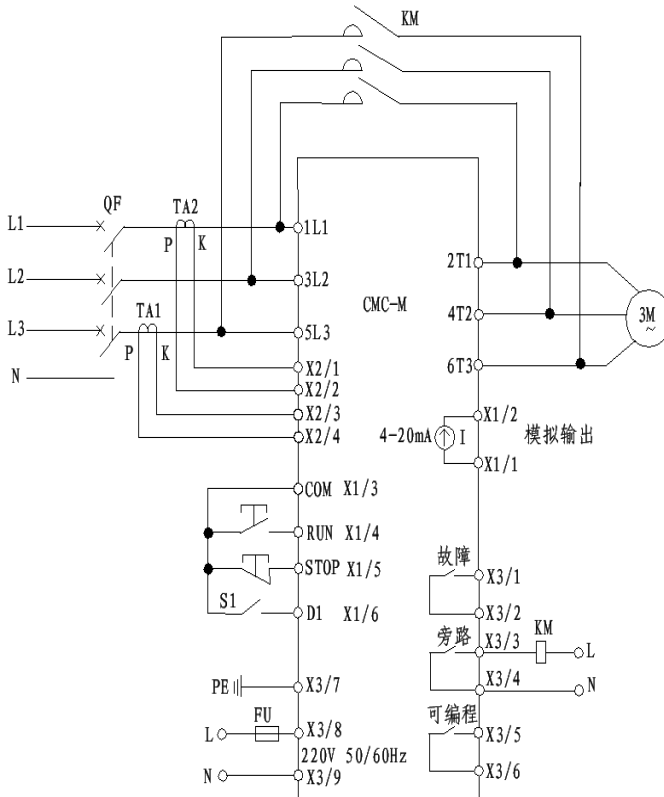 KM
QF
TA2
L1
P
K
1L1
L2
3L2
CMC-M
2T1
TA1
L3
P
K
5L3
4T2
3M
~
N
X2/1
6T3
X2/2
X2/3
X2/4
4-20mA
I
X1/2
模拟输出
X1/1
COM X1/3
RUN X1/4
STOP X1/5
S1
D1 X1/6
故障
X3/1
X3/2
旁路
X3/3
KM
L
X3/4
N
PE
X3/7
可编程
L
FU
X3/8
X3/5
220V 50/60Hz
N
X3/9
X3/6